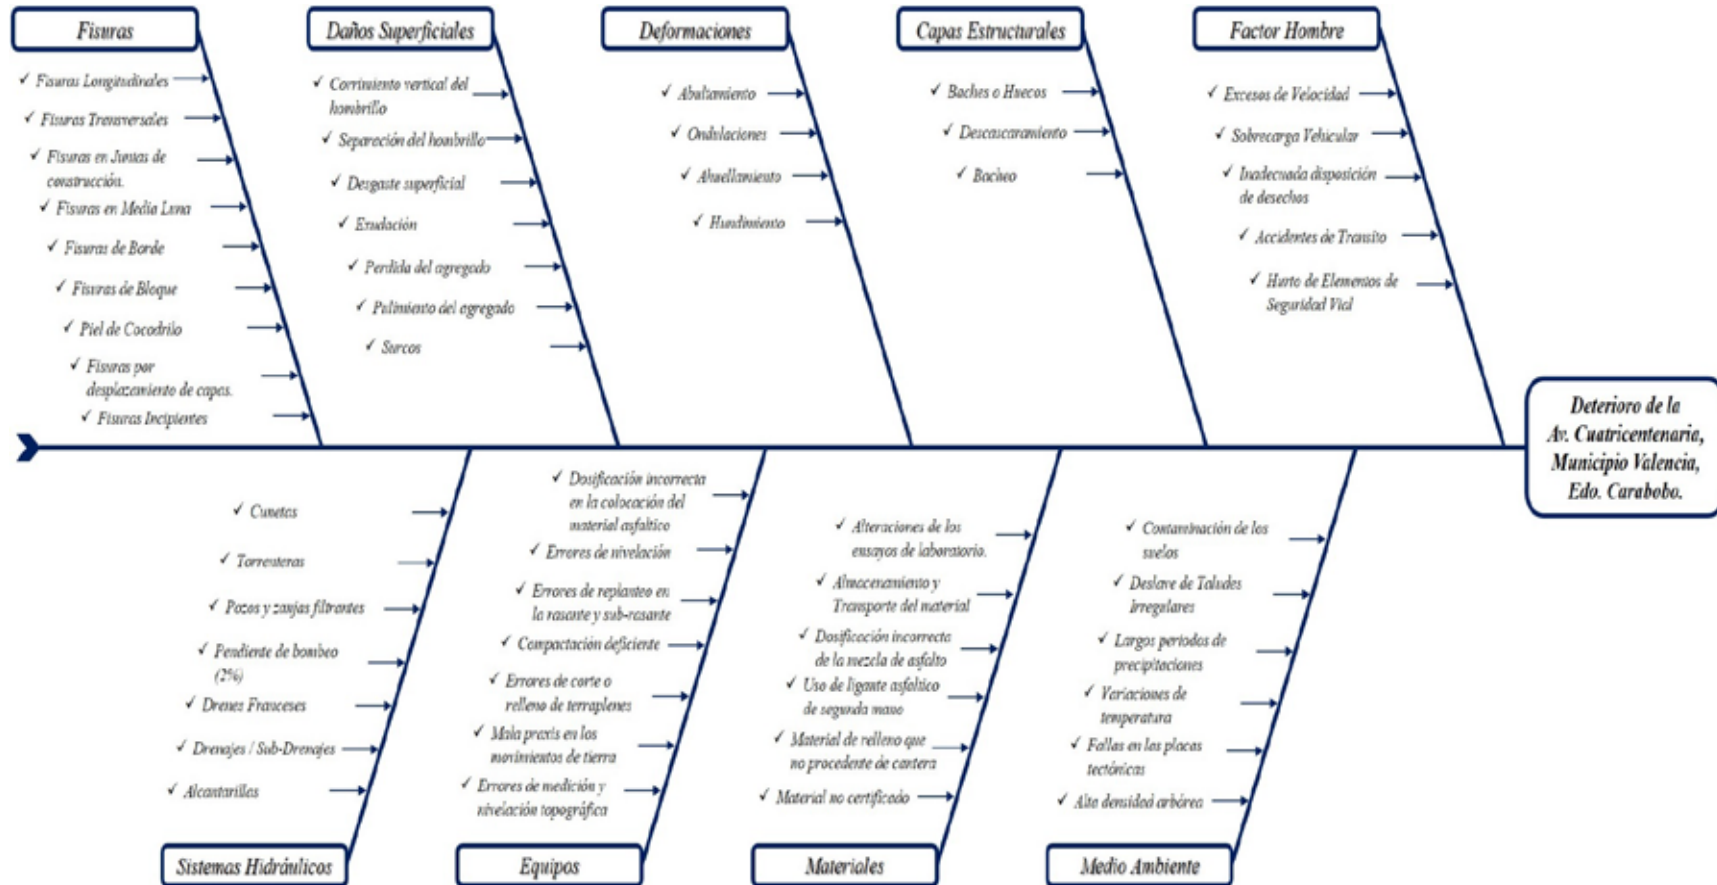 Fisuras
✓ Fisuras Longitudinales
✓ Fisuras Transversales
✓ Fisuras en Juntas de
construcción.
✓ Fisuras en Media Luna
✓ Fisuras de Borde
✓ Fisuras de Bloque
✓ Piel de Cocodrilo
✓ Fisuras por
desplazamiento de capas.
✓ Fisuras Incipientes
Daños Superficiales
✓ Corrimiento vertical del
hombrillo
✓ Separación del hombrillo
✓ Desgaste superficial
✓ Exudación
✓ Perdida del agregado
✓ Pulimiento del agregado
✓ Surcos
Deformaciones
✓ Abultamiento
✓ Ondulaciones
✓ Ahuellamiento
✓ Hundimiento
Capas Estructurales
✓ Baches o Huecos
✓ Descascaramiento
✓ Bacheo
Factor Hombre
✓ Excesos de Velocidad
✓ Sobrecarga Vehicular
✓ Inadecuada disposición
de desechos
✓ Accidentes de Transito
✓ Hurto de Elementos de
Seguridad Vial
Deterioro de la
Av. Cuatricentenaria,
Municipio Valencia,
Edo. Carabobo.
✓ Cunetas
✓ Torrenteras
✓ Pozos y zanjas filtrantes
✓ Pendiente de bombeo
(2%)
✓ Drenes Franceses
✓ Drenajes / Sub-Drenajes
✓ Alcantarillas
Sistemas Hidráulicos
✓ Dosificación incorrecta
en la colocación del
material asfaltico
✓ Errores de nivelación
✓ Errores de replanteo en
la rasante y sub-rasante
✓ Compactación deficiente
✓ Errores de corte o
relleno de terraplenes
✓ Mala praxis en los
movimientos de tierra
✓ Errores de medición y
nivelación topográfica
Equipos
✓ Alteraciones de los
ensayos de laboratorio.
✓ Almacenamiento y
Transporte del material
✓ Dosificación incorrecta
de la mezcla de asfalto
✓ Uso de ligante asfaltico
de segunda mano
✓ Material de relleno que
no procedente de cantera
✓ Material no certificado
Materiales
✓ Contaminación de los
suelos
✓ Deslave de Taludes
Irregulares
✓ Largos periodos de
precipitaciones
✓ Variaciones de
temperatura
✓ Fallas en las placas
tectónicas
✓ Alta densidad arbórea
Medio Ambiente